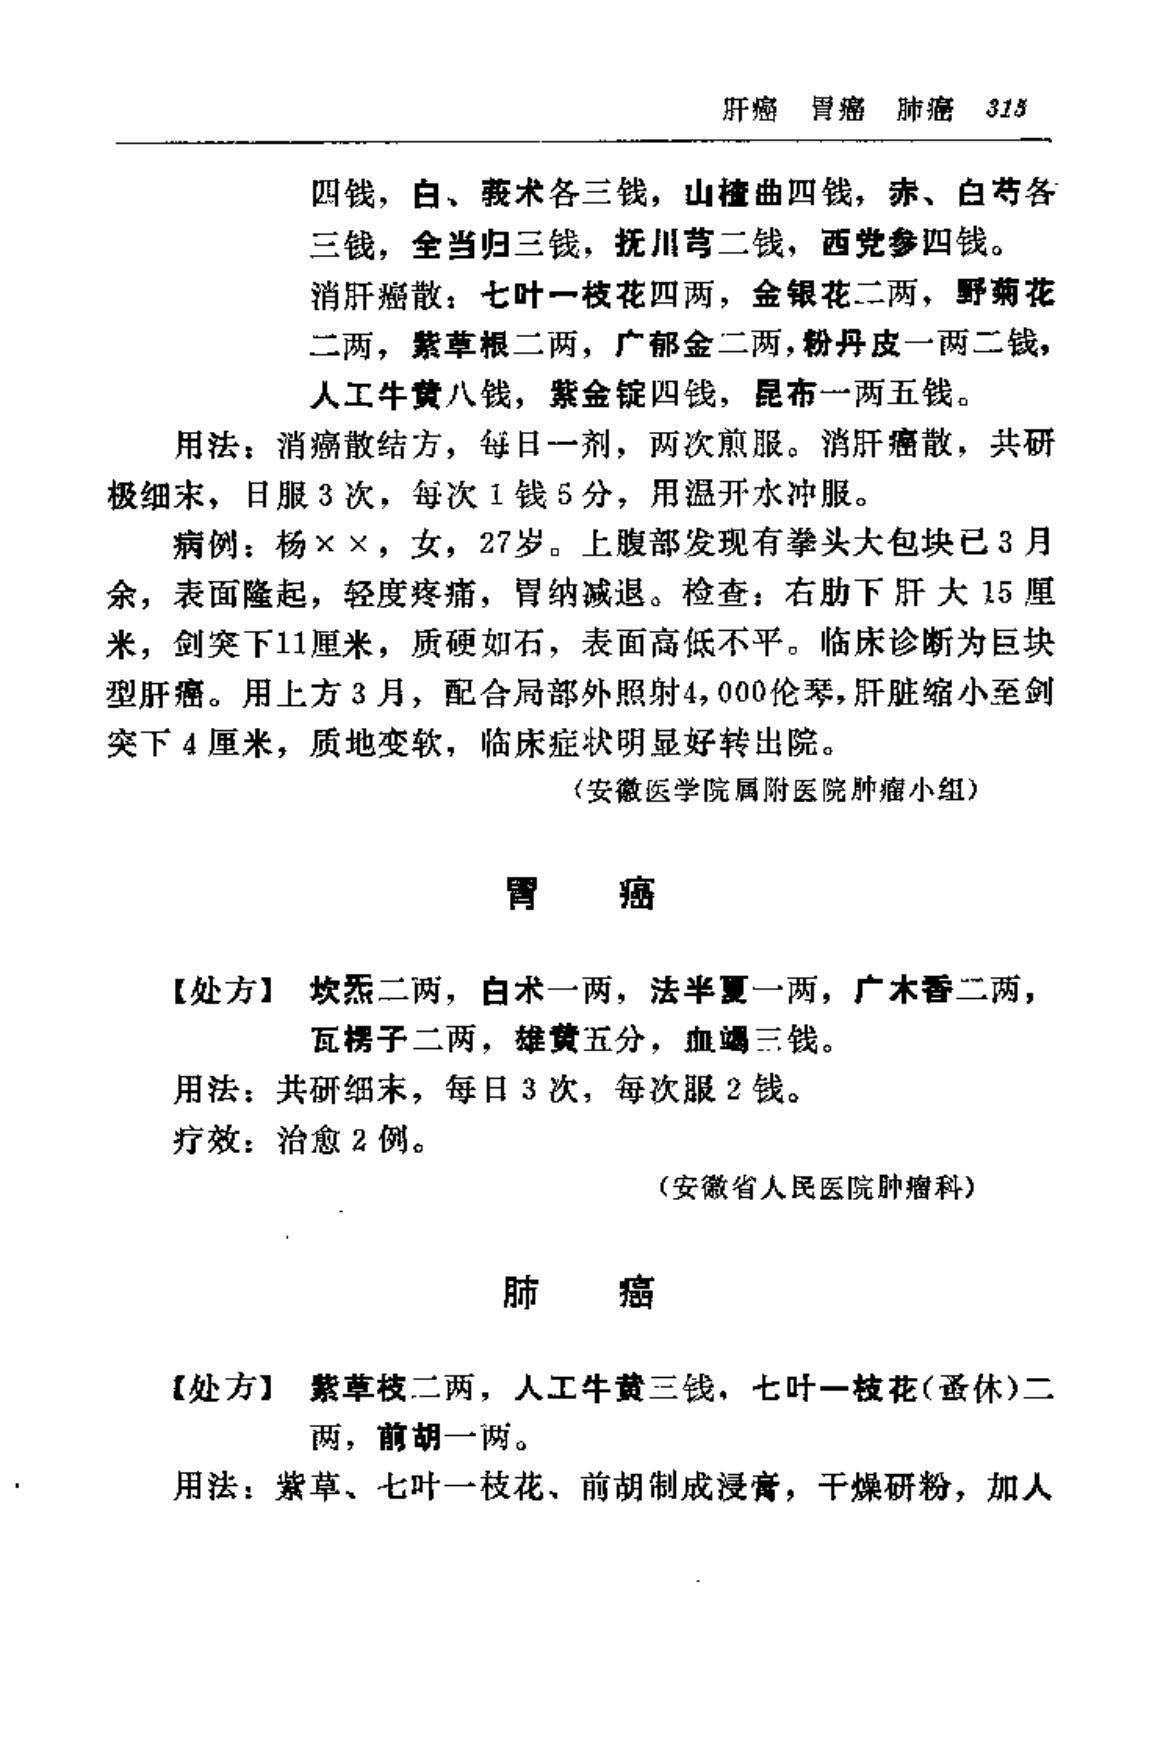 肝癌 胃癌 肺癌 315
四钱，白、莪术各三钱，山楂曲四钱，赤、白芍各
三钱，全当归三钱，抚川芎二钱，西党参四钱。
消肝癌散：七叶一枝花四两，金银花二两，野菊花
二两，紫草根二两，广郁金二两，粉丹皮一两二钱，
人工牛黄八钱，紫金锭四钱，昆布一两五钱。
用法：消癌散结方，每日一剂，两次煎服。消肝癌散，共研
极细末，日服3次，每次1钱5分，用温开水冲服。
病例：杨××，女，27岁。上腹部发现有拳头大包块已3月
余，表面隆起，轻度疼痛，胃纳减退。检查：右肋下肝大15厘
米，剑突下11厘米，质硬如石，表面高低不平。临床诊断为巨块
型肝癌。用上方3月，配合局部外照射4,000伦琴，肝脏缩小至剑
突下4厘米，质地变软，临床症状明显好转出院。
（安徽医学院属附医院肿瘤小组）
胃 癌
【处方】 坎炁二两，白术一两，法半夏一两，广木香二两，
瓦楞子二两，雄黄五分，血竭三钱。
用法：共研细末，每日3次，每次服2钱。
疗效：治愈2例。
（安徽省人民医院肿瘤科）
肺 癌
【处方】 紫草枝二两，人工牛黄三钱，七叶一枝花（蚤休）二
两，前胡一两。
用法：紫草、七叶一枝花、前胡制成浸膏，干燥研粉，加人